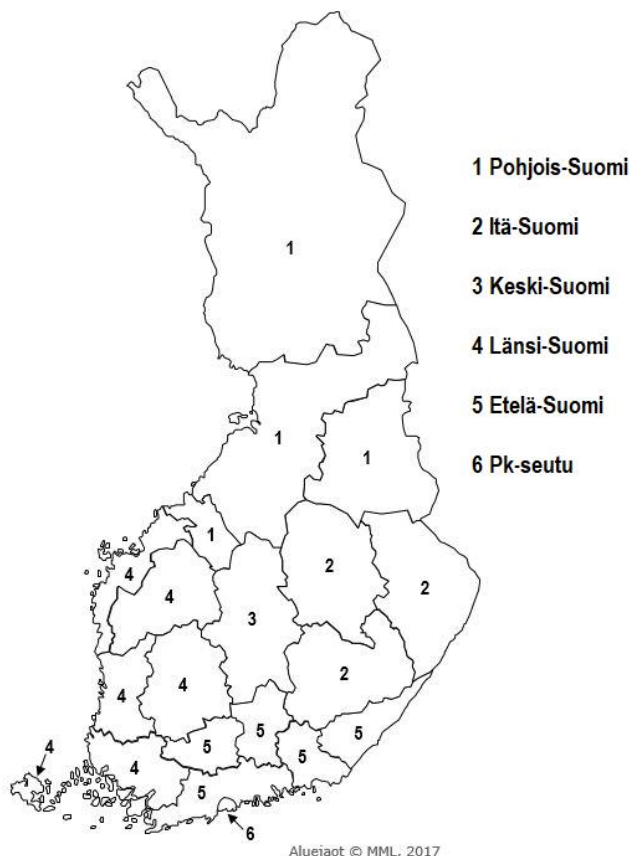 1 Pohjois-Suomi
2 Itä-Suomi
1
3 Keski-Suomi
4 Länsi-Suomi
5 Etelä-Suomi
1
1
6 Pk-seutu
1
4
2
4
2
3
2
4
4
5
5
4
5
5
4
5
6
Aluejaot © MML, 2017